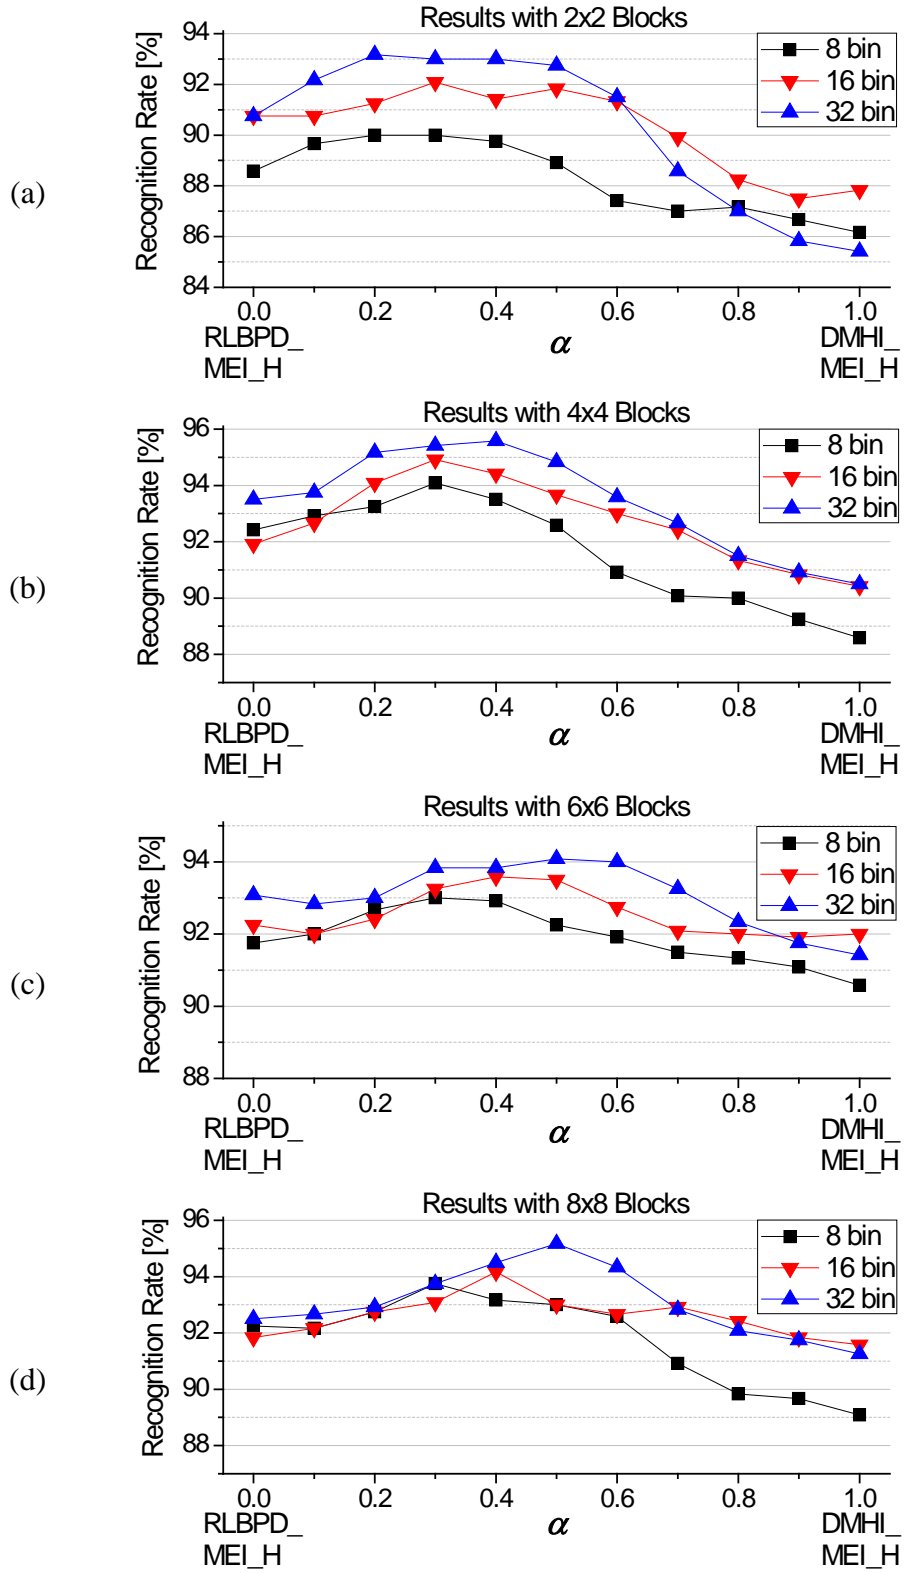 Results with 2x2 Blocks
94
92
90
88
86
84
Recognition Rate [%]
8 bin
16 bin
32 bin
(a)
0.0 0.2 0.4 0.6 0.8 1.0
RLBPD_ α DMHI_
MEI_H MEI_H
Results with 4x4 Blocks
96
94
92
90
88
Recognition Rate [%]
8 bin
16 bin
32 bin
(b)
0.0 0.2 0.4 0.6 0.8 1.0
RLBPD_ α DMHI_
MEI_H MEI_H
Results with 6x6 Blocks
94
92
90
88
Recognition Rate [%]
8 bin
16 bin
32 bin
(c)
0.0 0.2 0.4 0.6 0.8 1.0
RLBPD_ α DMHI_
MEI_H MEI_H
Results with 8x8 Blocks
96
94
92
90
88
Recognition Rate [%]
8 bin
16 bin
32 bin
(d)
0.0 0.2 0.4 0.6 0.8 1.0
RLBPD_ α DMHI_
MEI_H MEI_H